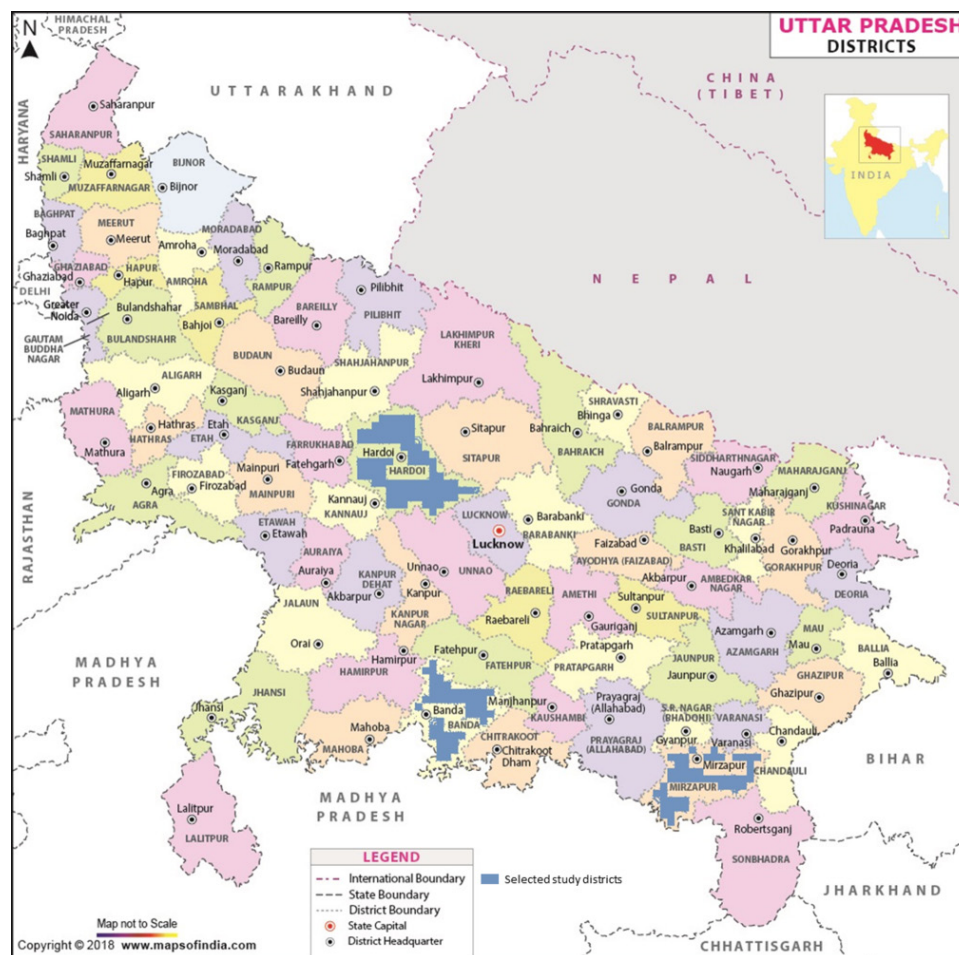 UTTAR PRADESH
DISTRICTS
N
HIMACHAL
PRADESH
UTTARAKHAND
CHINA
(TIBET)
HARYANA
INDIA
NEPAL
Saharanpur
SAHARANPUR
SHAMLI
Shamli
Muzaffarnagar
MUZAFFARNAGAR
BIJNOR
Bijnor
BAGHPAT
Baghpat
MEERUT
Meerut
MORADABAD
Moradabad
Amroha
AMROHA
Rampur
RAMPUR
GHAZIABAD
Ghaziabad
HAPUR
Hapur
DELHI
Greater
Noida
GAUTAM
BUDDHA
NAGAR
Bulandshahar
BULANDSHAHR
SAMBHAL
Bahjoi
BAREILLY
Bareilly
Pilibhit
PILIBHIT
LAKHIMPUR
KHERI
Lakhimpur
BUDAUN
Budaun
SHAHJAHANPUR
Shahjahanpur
ALIGARH
Aligarh
Kasganj
KASGANJ
MATHURA
Mathura
Hathras
HATHRAS
Etah
ETAH
FARRUKHABAD
Fatehgarh
Hardoi
HARDOI
Sitapur
SITAPUR
Bahraich
BAHRAICH
SHRAVASTI
Bhinga
BALRAMPUR
Balrampur
SIDDHARTHNAGAR
Naugarh
MAHARAJGANJ
Maharajganj
KUSHINAGAR
Padrauna
Agra
AGRA
FIROZABAD
Firozabad
Mainpuri
MAINPURI
Kannauj
KANNAUJ
LUCKNOW
Lucknow
Barabanki
BARABANKI
Gonda
GONDA
Basti
BASTI
SANT KABIR
NAGAR
Khalilabad
Gorakhpur
GORAKHPUR
Deoria
DEORIA
RAJASTHAN
ETAWAH
Etawah
AURAIYA
Auraiya
KANPUR
DEHAT
Akbarpur
Unnao
UNNAO
Kanpur
KANPUR
NAGAR
Faizabad
AYODHYA (FAIZABAD)
Akbarpur
AMBEDKAR
NAGAR
RAEBARELI
Raebareli
AMETHI
Gauriganj
Sultanpur
SULTANPUR
Azamgarh
AZAMGARH
MAU
Mau
BALLIA
Ballia
JALAUN
Orai
Hamirpur
HAMIRPUR
Fatehpur
FATEHPUR
Pratapgarh
PRATAPGARH
JAUNPUR
Jaunpur
GHAZIPUR
Ghazipur
MADHYA
PRADESH
JHANSI
Jhansi
Mahoba
MAHOBA
Banda
BANDA
Manjhanpur
KAUSHAMBI
CHITRAKOOT
Chitrakoot
Dham
Prayagraj
(Allahabad)
PRAYAGRAJ
(ALLAHABAD)
S.R. NAGAR
(BHADOHI)
Gyanpur
VARANASI
Varanasi
Chandauli
CHANDAULI
Mirzapur
MIRZAPUR
BIHAR
Lalitpur
LALITPUR
MADHYA
PRADESH
Robertsganj
SONBHADRA
JHARKHAND
CHHATTISGARH
LEGEND
International Boundary
State Boundary
District Boundary
State Capital
District Headquarter
Selected study districts
Map not to Scale
Copyright © 2018 www.mapsofindia.com